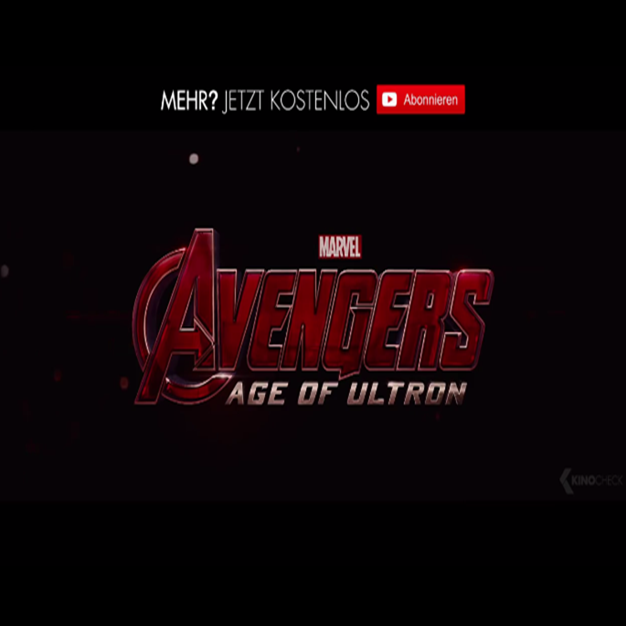 MEHR? JETZT KOSTENLOS Abonnieren
MARVEL
AVENGERS
AGE OF ULTRON
KINOCHECK